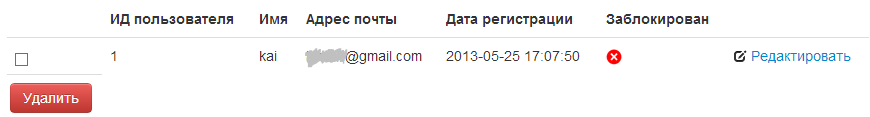 ИД пользователя Имя Адрес почты Дата регистрации Заблокирован
1 kai @gmail.com 2013-05-25 17:07:50 Редактировать
Удалить